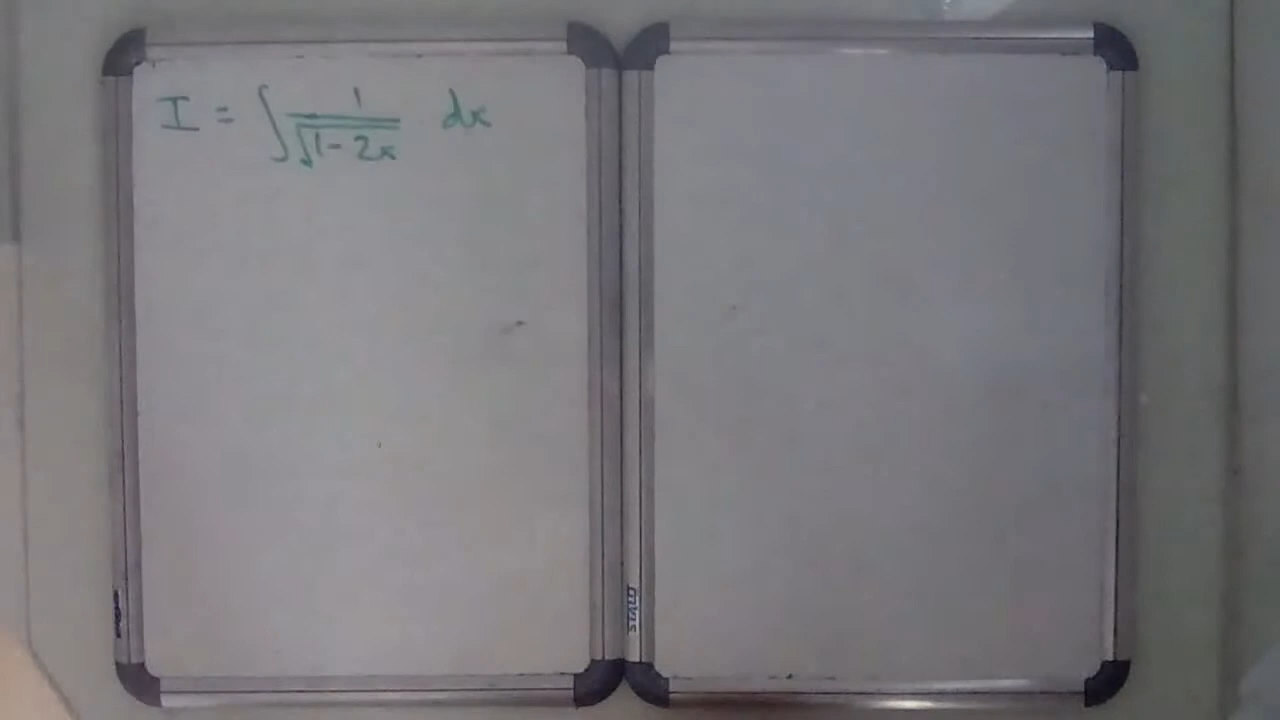 I = ∫ 1/√(1-2x) dx